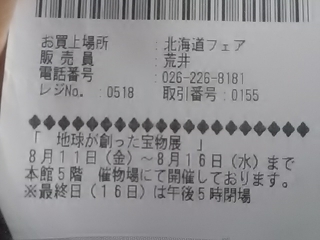 お買上場所 : 北海道フェア
販売員 : 荒井
電話番号 : 026-226-8181
レジNo. : 0518 取引番号 : 0155
◆◆◆◆◆◆◆◆◆◆◆◆◆◆◆◆◆◆◆◆
「 地球が創った宝物展 」
8月11日(金)〜8月16日(水)まで
本館5階 催物場にて開催しております。
※最終日(16日)は午後5時閉場